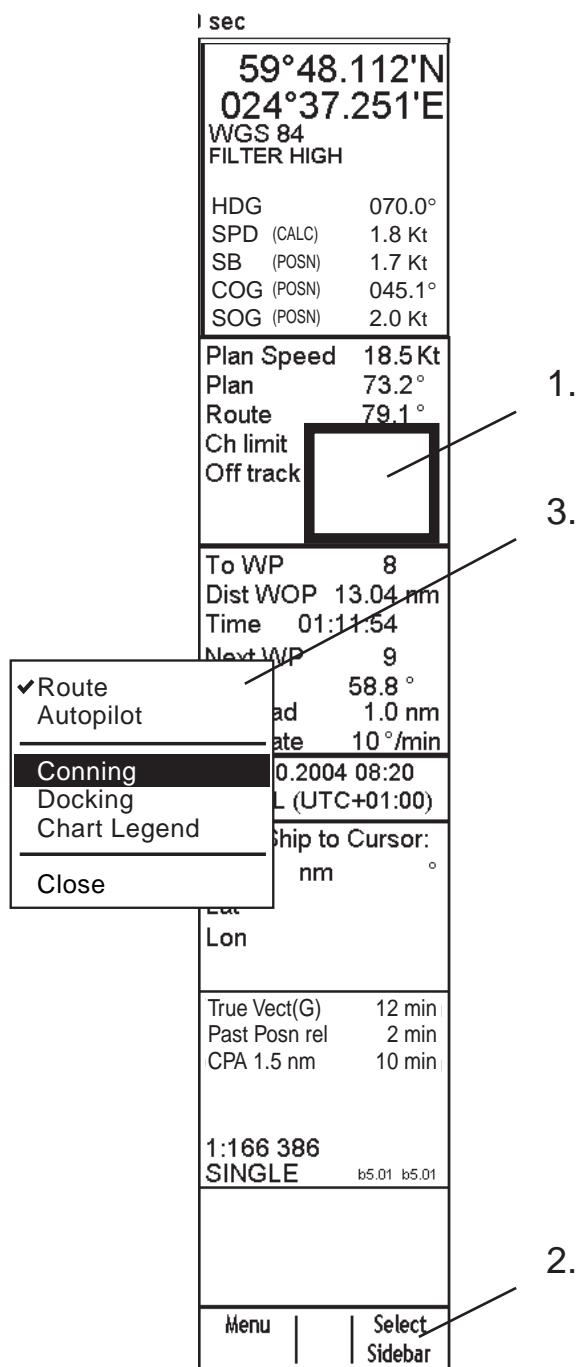 sec
59°48.112'N
024°37.251'E
WGS 84
FILTER HIGH
HDG 070.0°
SPD (CALC) 1.8 Kt
SB (POSN) 1.7 Kt
COG (POSN) 045.1°
SOG (POSN) 2.0 Kt
Plan Speed 18.5 Kt
Plan 73.2°
Route 79.1°
Ch limit
Off track
1.
3.
To WP 8
Dist WOP 13.04 nm
Time 01:11:54
Next WP 9
58.8 °
1.0 nm
10 °/min
✔Route
Autopilot
Conning
Docking
Chart Legend
Close
0.2004 08:20
(UTC+01:00)
Ship to Cursor:
nm °
Lat
Lon
True Vect(G) 12 min
Past Posn rel 2 min
CPA 1.5 nm 10 min
1:166 386
SINGLE b5.01 b5.01
2.
Menu Select
Sidebar